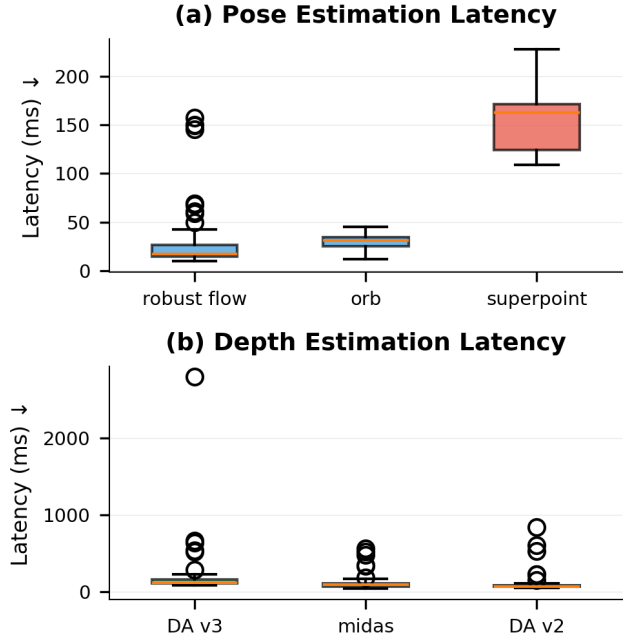 (a) Pose Estimation Latency
Latency (ms) ↓
200
150
100
50
0
robust flow orb superpoint
(b) Depth Estimation Latency
Latency (ms) ↓
2000
1000
0
DA v3 midas DA v2